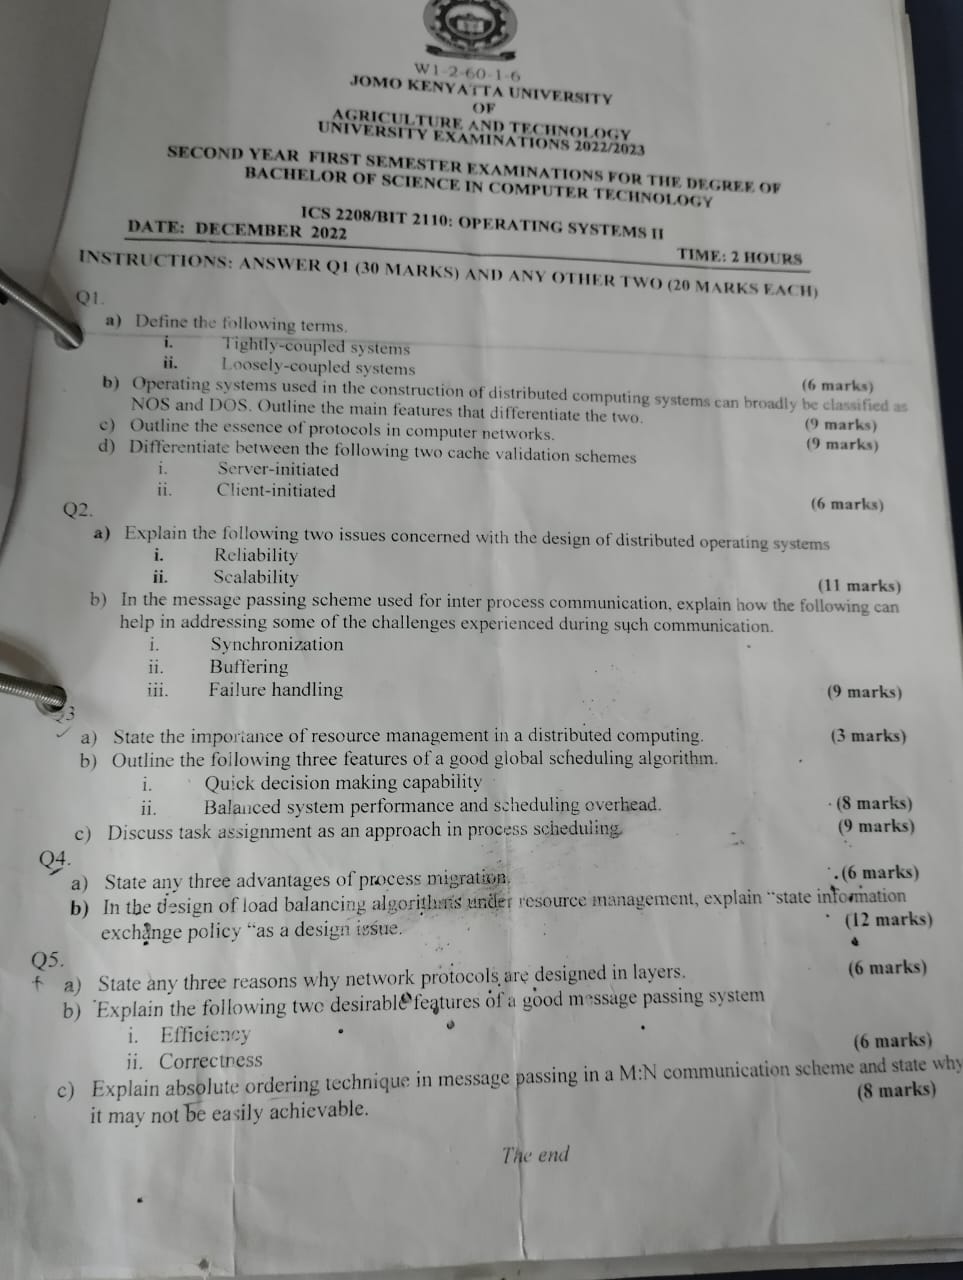 W1-2-60-1-6
JOMO KENYATTA UNIVERSITY
OF
AGRICULTURE AND TECHNOLOGY
UNIVERSITY EXAMINATIONS 2022/2023
SECOND YEAR FIRST SEMESTER EXAMINATIONS FOR THE DEGREE OF
BACHELOR OF SCIENCE IN COMPUTER TECHNOLOGY
ICS 2208/BIT 2110: OPERATING SYSTEMS II
DATE: DECEMBER 2022
TIME: 2 HOURS
INSTRUCTIONS: ANSWER Q1 (30 MARKS) AND ANY OTHER TWO (20 MARKS EACH)
Q1.
a) Define the following terms.
i. Tightly-coupled systems
ii. Loosely-coupled systems
(6 marks)
b) Operating systems used in the construction of distributed computing systems can broadly be classified as
NOS and DOS. Outline the main features that differentiate the two. (9 marks)
c) Outline the essence of protocols in computer networks. (9 marks)
d) Differentiate between the following two cache validation schemes
i. Server-initiated
ii. Client-initiated
(6 marks)
Q2.
a) Explain the following two issues concerned with the design of distributed operating systems
i. Reliability
ii. Scalability
(11 marks)
b) In the message passing scheme used for inter process communication, explain how the following can
help in addressing some of the challenges experienced during such communication.
i. Synchronization
ii. Buffering
iii. Failure handling (9 marks)
Q3
a) State the importance of resource management in a distributed computing. (3 marks)
b) Outline the following three features of a good global scheduling algorithm.
i. Quick decision making capability
ii. Balanced system performance and scheduling overhead. (8 marks)
c) Discuss task assignment as an approach in process scheduling. (9 marks)
Q4.
a) State any three advantages of process migration. (6 marks)
b) In the design of load balancing algorithms under resource management, explain “state information
exchange policy “as a design issue. (12 marks)
Q5.
a) State any three reasons why network protocols are designed in layers. (6 marks)
b) Explain the following two desirable features of a good message passing system
i. Efficiency
ii. Correctness (6 marks)
c) Explain absolute ordering technique in message passing in a M:N communication scheme and state why
it may not be easily achievable. (8 marks)
The end